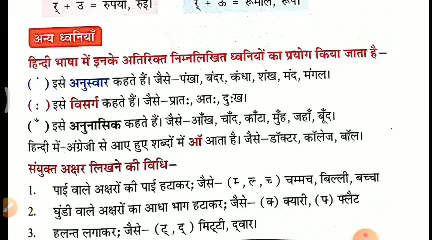 र् + उ = रुपया, रुई।
र् + ऊ = रूमाल, रूपा
अन्य ध्वनियाँ
हिन्दी भाषा में इनके अतिरिक्त निम्नलिखित ध्वनियों का प्रयोग किया जाता है–
( ं ) इसे अनुस्वार कहते हैं। जैसे–पंखा, बंदर, कंधा, शंख, मंद, मंगल।
( : ) इसे विसर्ग कहते हैं। जैसे–प्रात:, अत:, दु:ख।
( ँ ) इसे अनुनासिक कहते हैं। जैसे–आँख, चाँद, काँटा, मुँह, जहाँ, बूँद।
हिन्दी में-अंग्रेजी से आए हुए शब्दों में ऑ आता है। जैसे–डॉक्टर, कॉलेज, बॉल।
संयुक्त अक्षर लिखने की विधि–
1. पाई वाले अक्षरों की पाई हटाकर; जैसे– (म्, ल्, च्) चम्मच, बिल्ली, बच्चा
2. घुंडी वाले अक्षरों का आधा भाग हटाकर; जैसे– (क्) क्यारी, (फ्) फ्लैट
3. हलन्त लगाकर; जैसे– (ट्, द्) मिट्‌टी, द्‌वार।